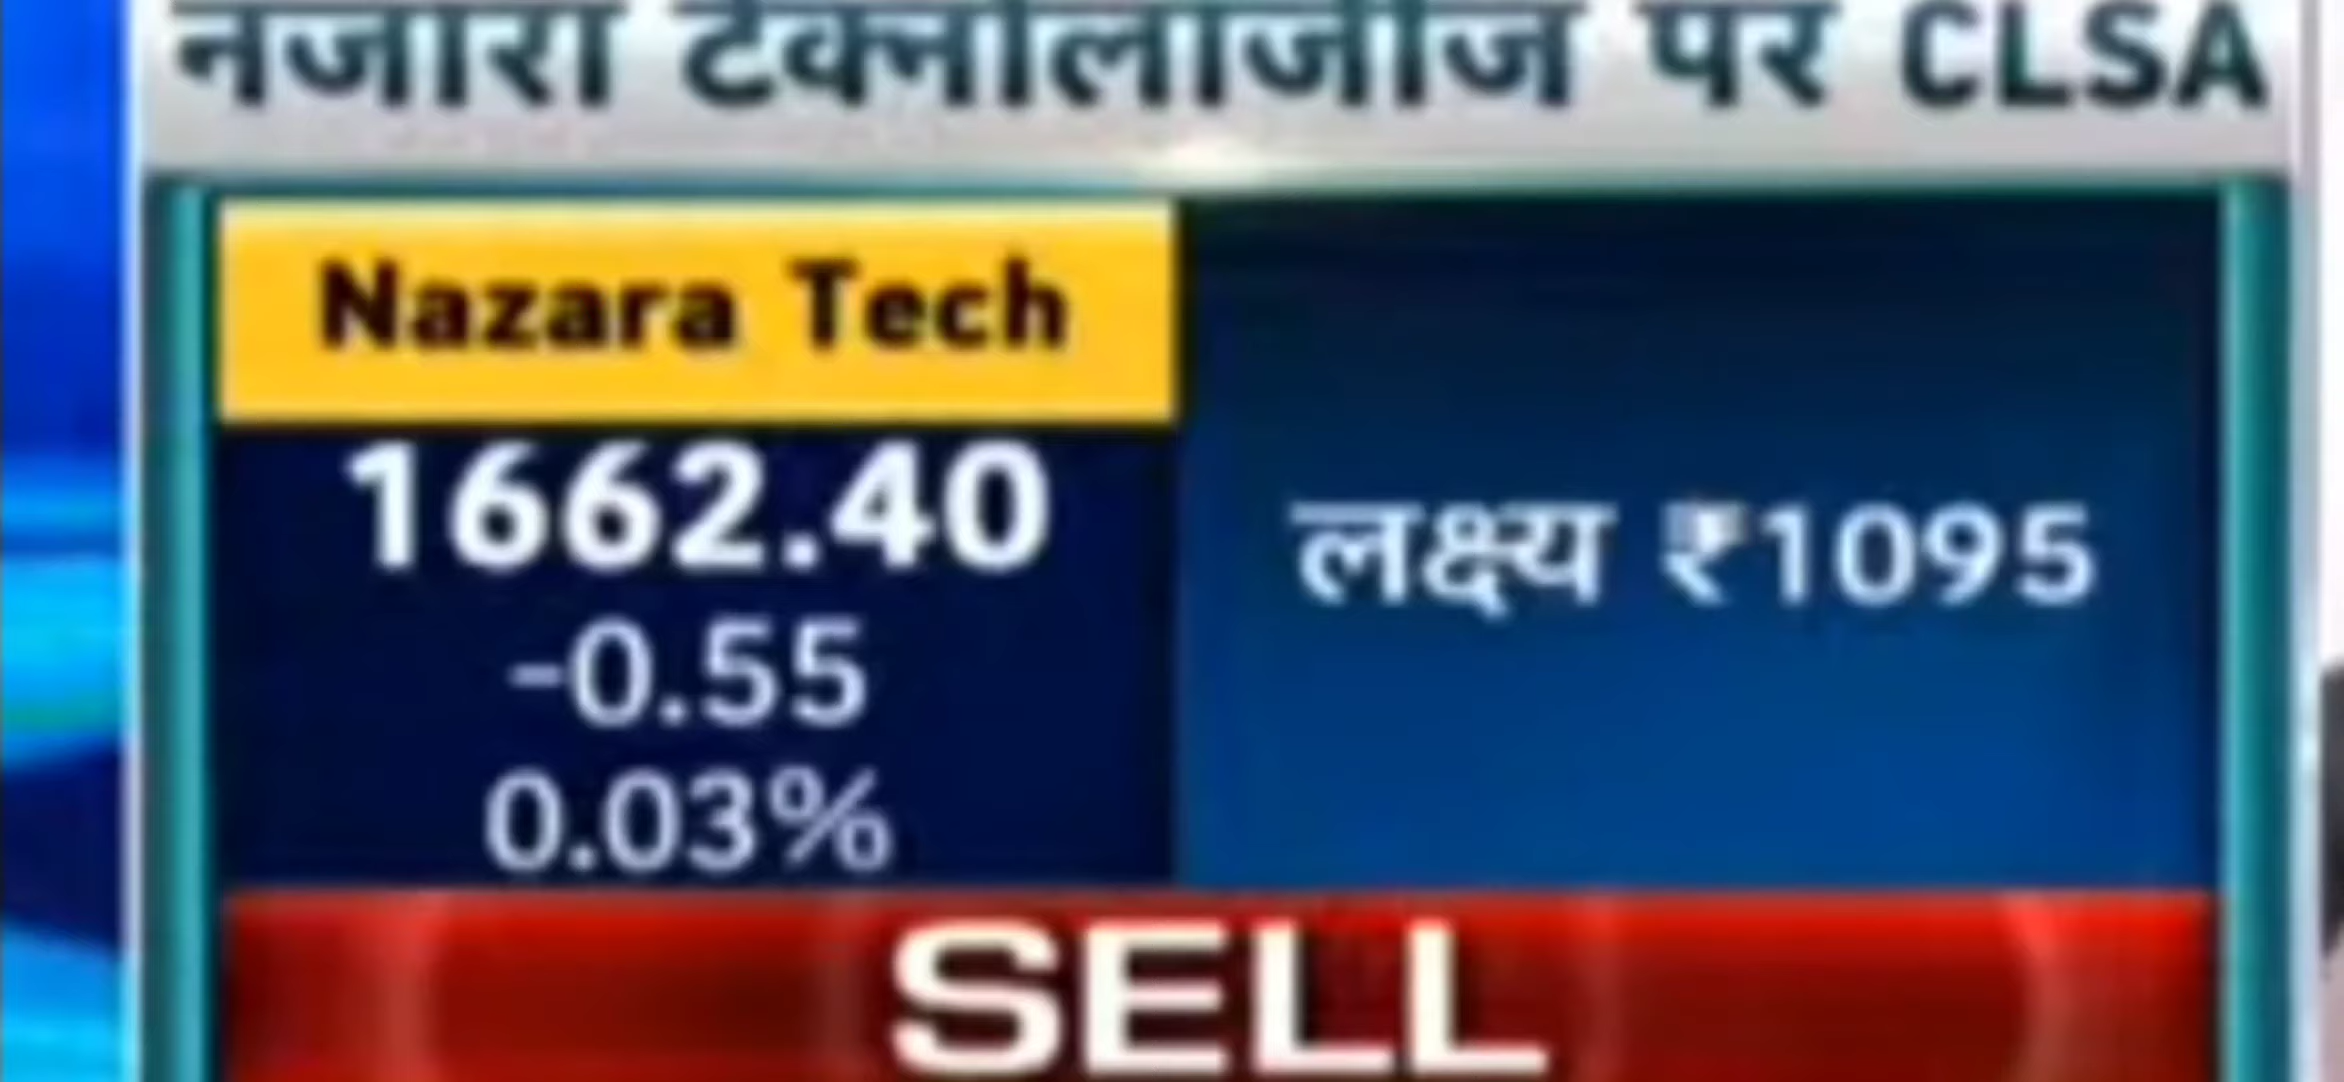 नजारा टेक्नोलॉजीज पर CLSA
Nazara Tech
1662.40
-0.55
0.03%
लक्ष्य ₹1095
SELL